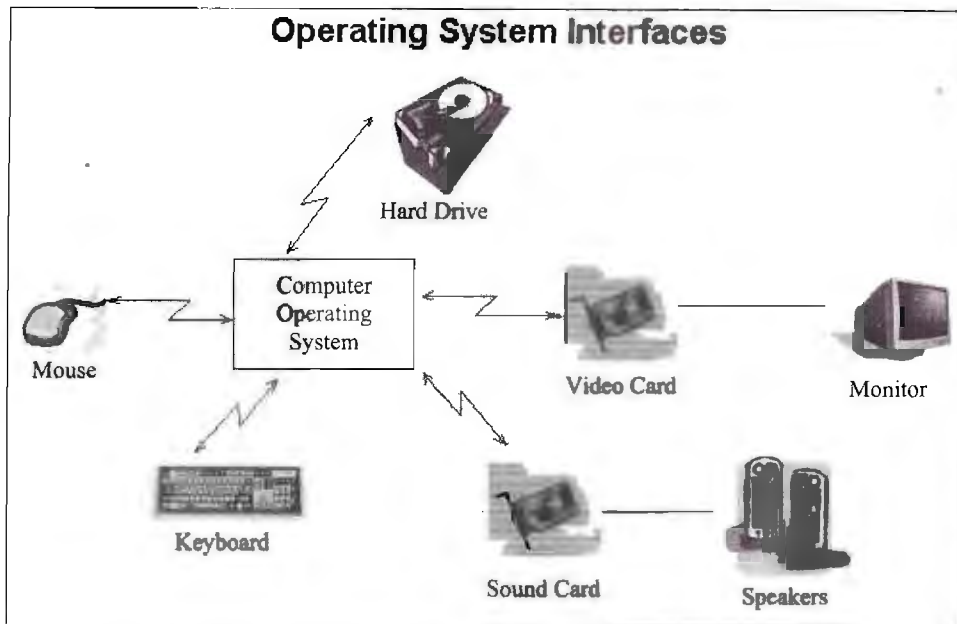 Operating System Interfaces
Hard Drive
Computer
Operating
System
Mouse
Video Card
Monitor
Keyboard
Sound Card
Speakers